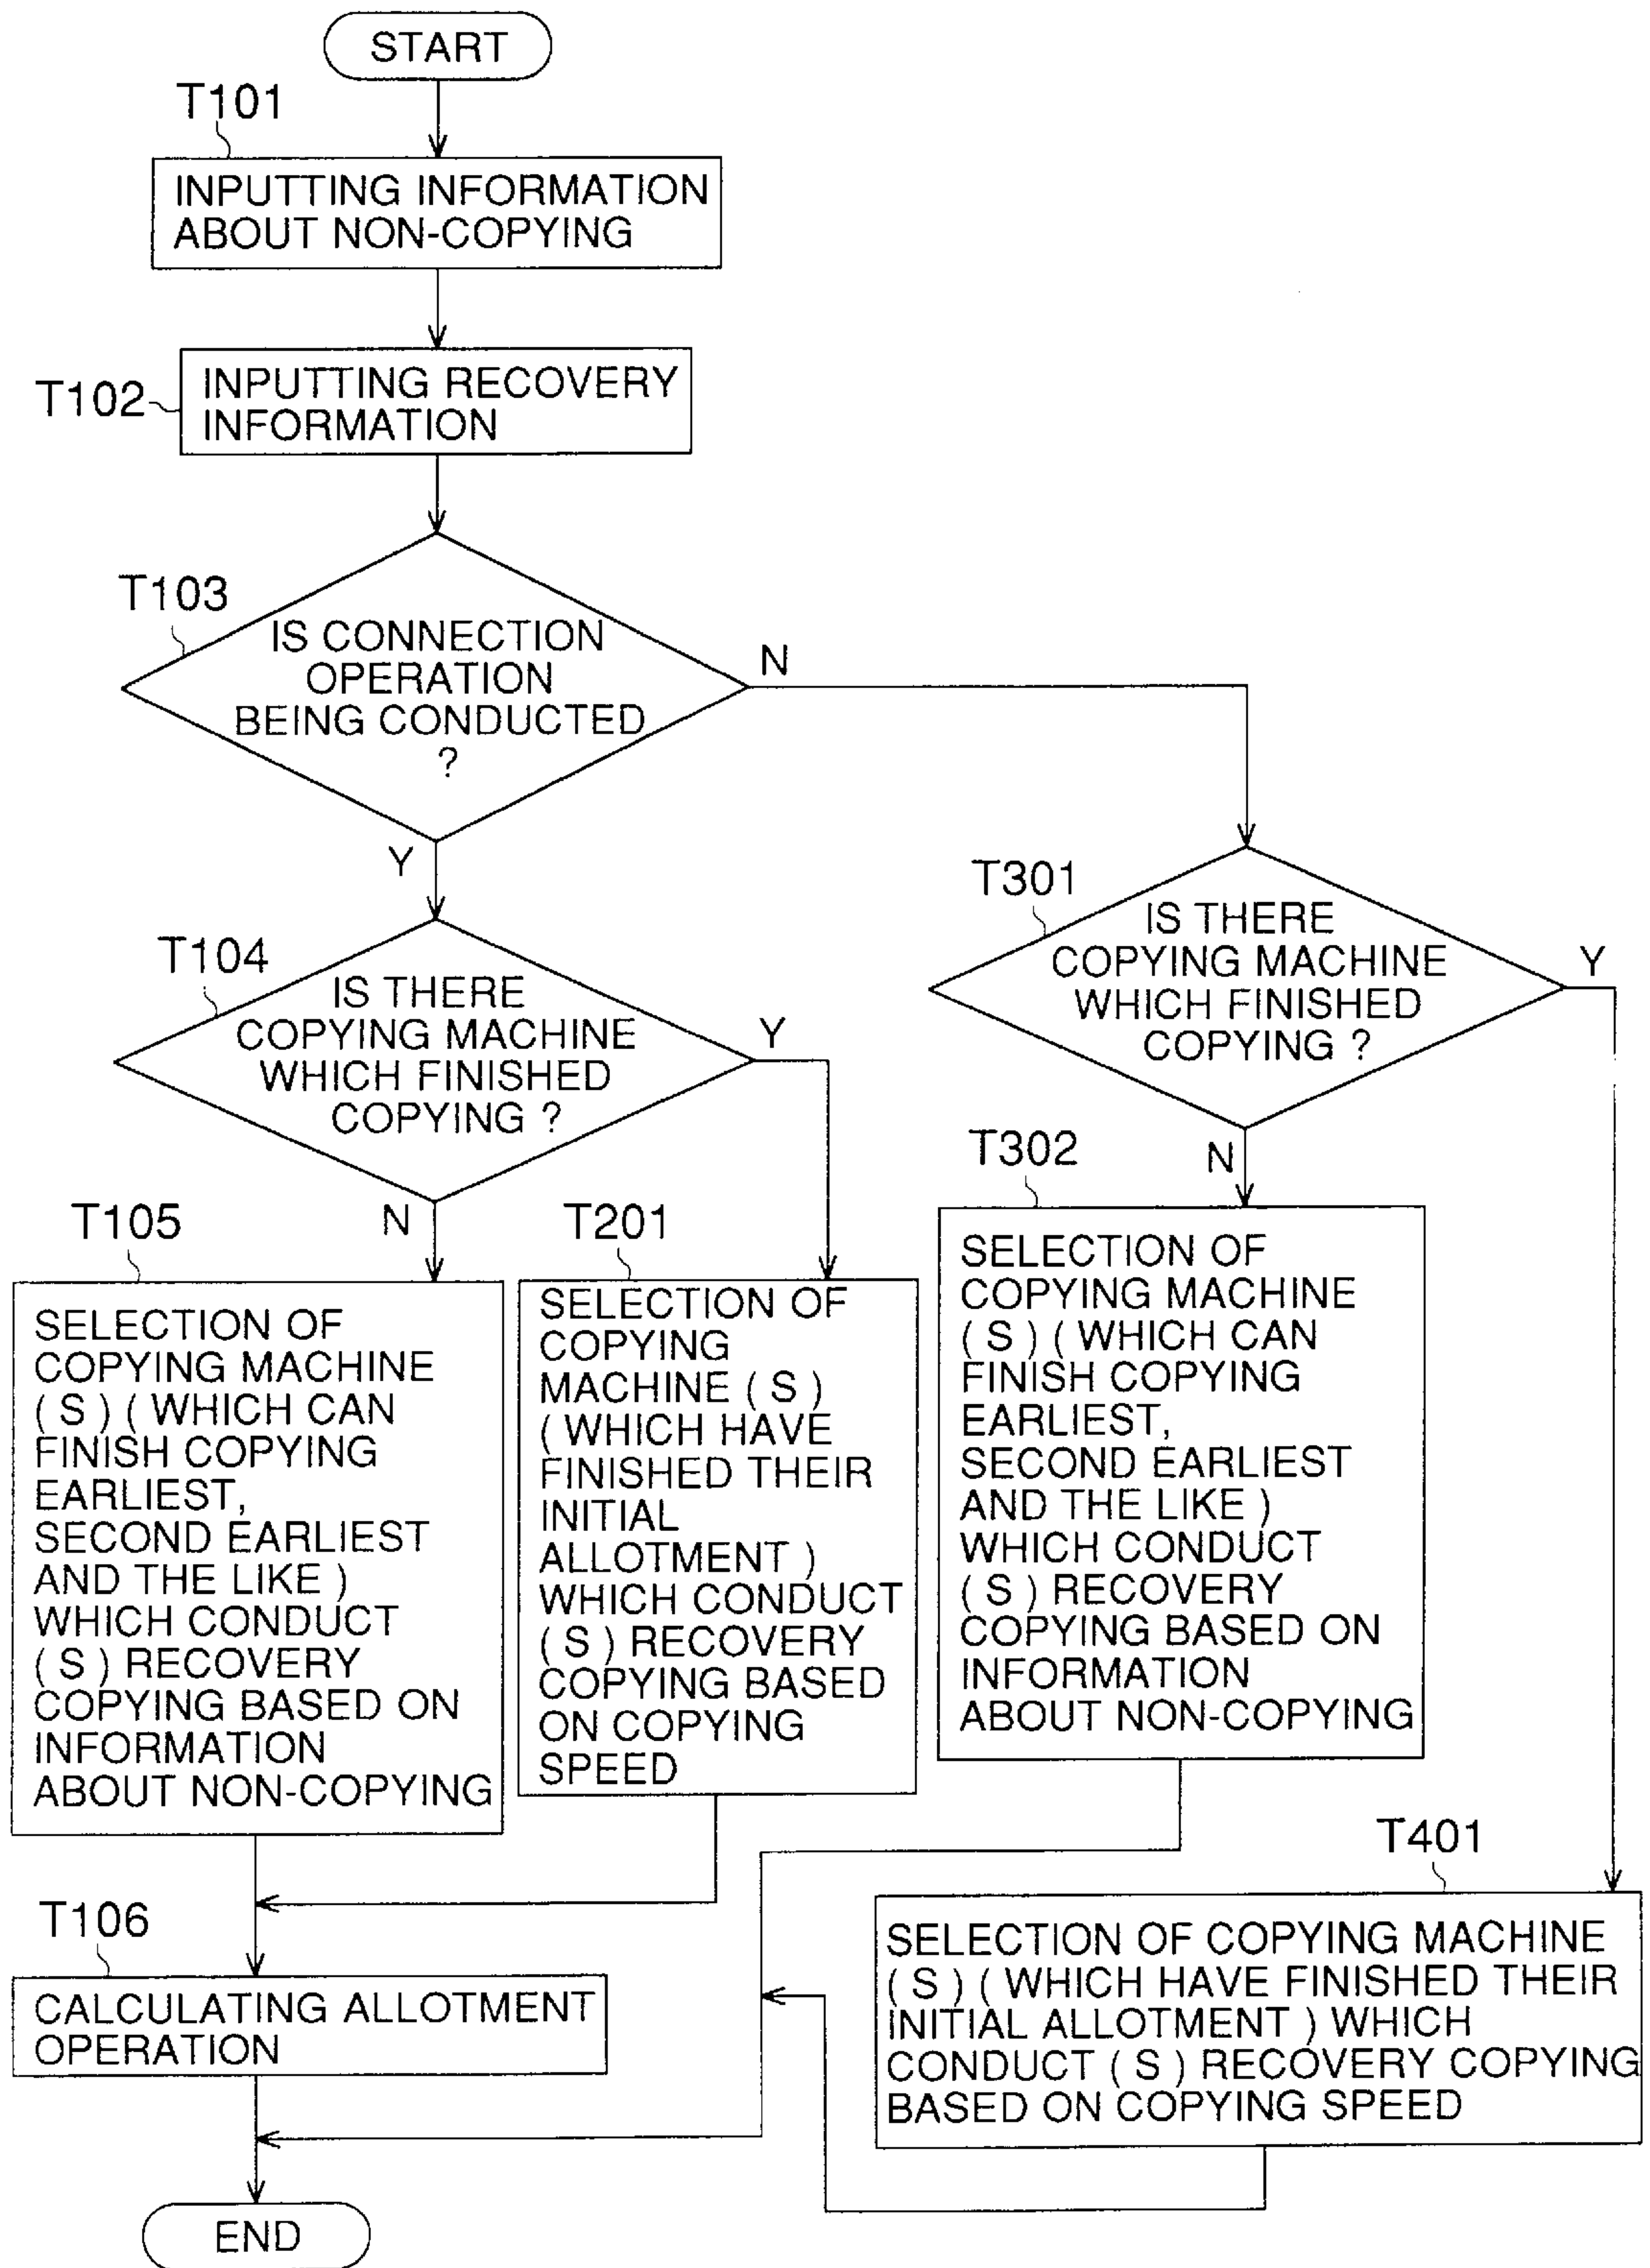 START
T101
INPUTTING INFORMATION
ABOUT NON-COPYING
T102
INPUTTING RECOVERY
INFORMATION
T103
IS CONNECTION
OPERATION
BEING CONDUCTED
?
N
Y
T104
IS THERE
COPYING MACHINE
WHICH FINISHED
COPYING ?
Y
N
T301
IS THERE
COPYING MACHINE
WHICH FINISHED
COPYING ?
Y
N
T105
SELECTION OF
COPYING MACHINE
( S ) ( WHICH CAN
FINISH COPYING
EARLIEST,
SECOND EARLIEST
AND THE LIKE )
WHICH CONDUCT
( S ) RECOVERY
COPYING BASED ON
INFORMATION
ABOUT NON-COPYING
T201
SELECTION OF
COPYING
MACHINE ( S )
( WHICH HAVE
FINISHED THEIR
INITIAL
ALLOTMENT )
WHICH CONDUCT
( S ) RECOVERY
COPYING BASED
ON COPYING
SPEED
T302
SELECTION OF
COPYING MACHINE
( S ) ( WHICH CAN
FINISH COPYING
EARLIEST,
SECOND EARLIEST
AND THE LIKE )
WHICH CONDUCT
( S ) RECOVERY
COPYING BASED ON
INFORMATION
ABOUT NON-COPYING
T401
SELECTION OF COPYING MACHINE
( S ) ( WHICH HAVE FINISHED THEIR
INITIAL ALLOTMENT ) WHICH
CONDUCT ( S ) RECOVERY COPYING
BASED ON COPYING SPEED
T106
CALCULATING ALLOTMENT
OPERATION
END